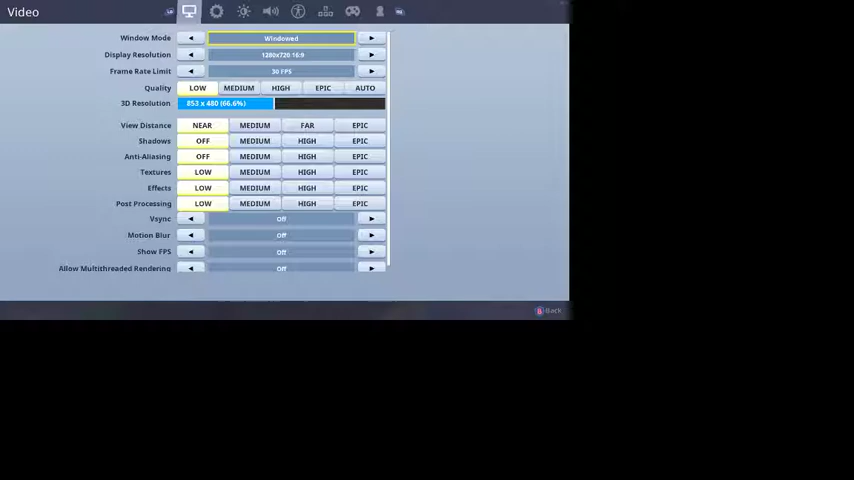 Video
Window Mode Windowed
Display Resolution 1280x720 16:9
Frame Rate Limit 30 FPS
Quality LOW MEDIUM HIGH EPIC AUTO
3D Resolution 853 x 480 (66.6%)
View Distance NEAR MEDIUM FAR EPIC
Shadows OFF MEDIUM HIGH EPIC
Anti-Aliasing OFF MEDIUM HIGH EPIC
Textures LOW MEDIUM HIGH EPIC
Effects LOW MEDIUM HIGH EPIC
Post Processing LOW MEDIUM HIGH EPIC
Vsync Off
Motion Blur Off
Show FPS Off
Allow Multithreaded Rendering Off
Back